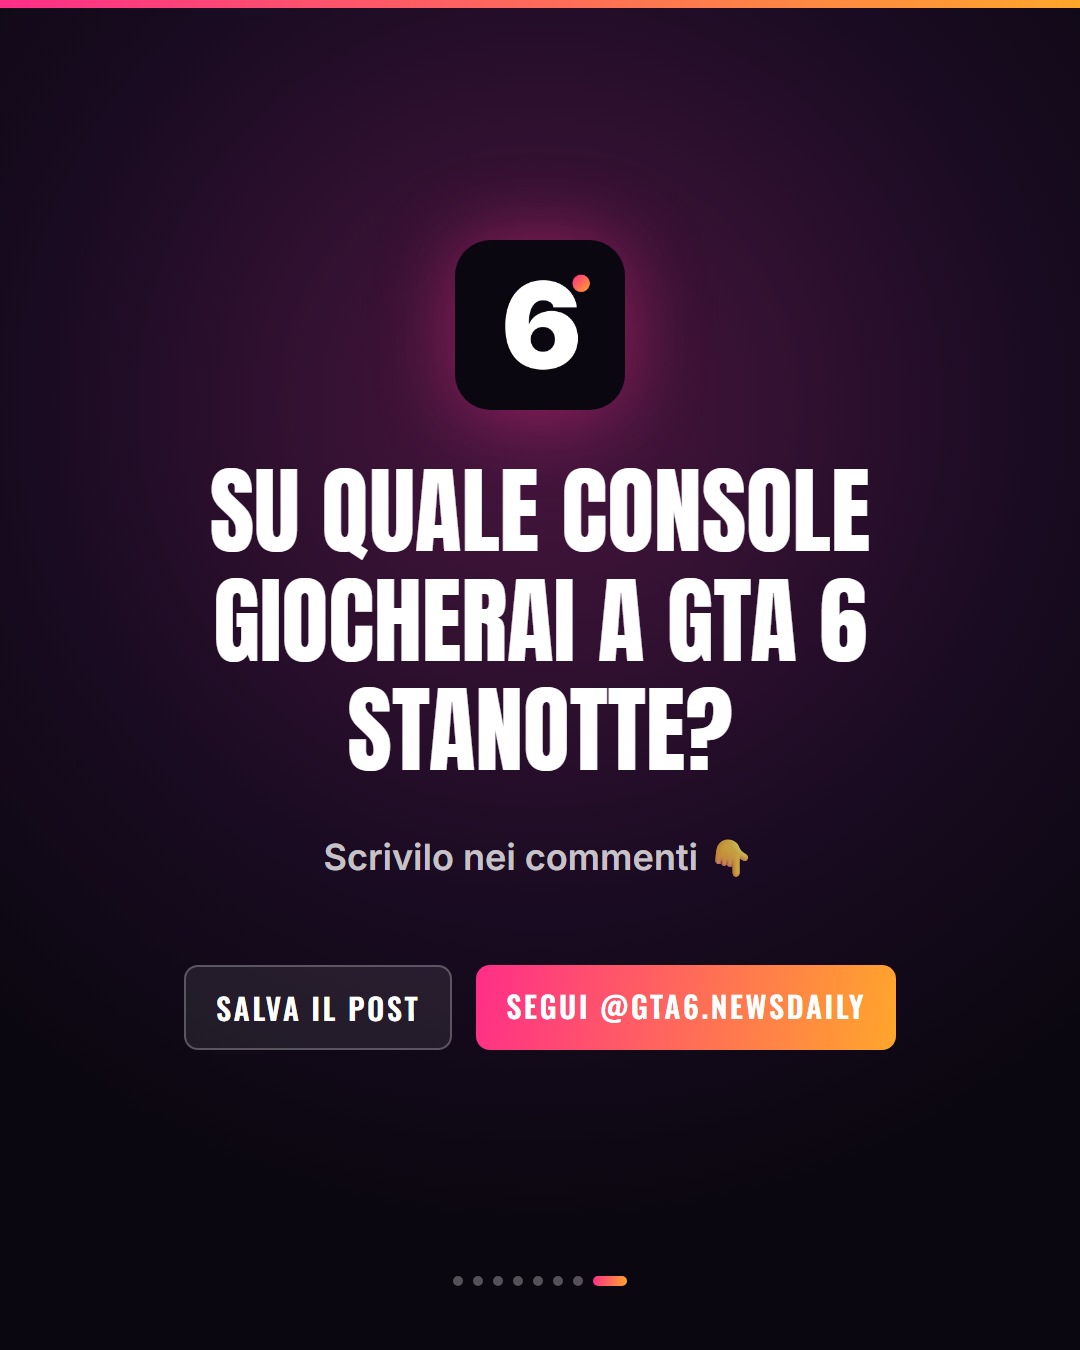 6
SU QUALE CONSOLE
GIOCHERAI A GTA 6
STANOTTE?
Scrivilo nei commenti 👇
SALVA IL POST
SEGUI @GTA6.NEWSDAILY